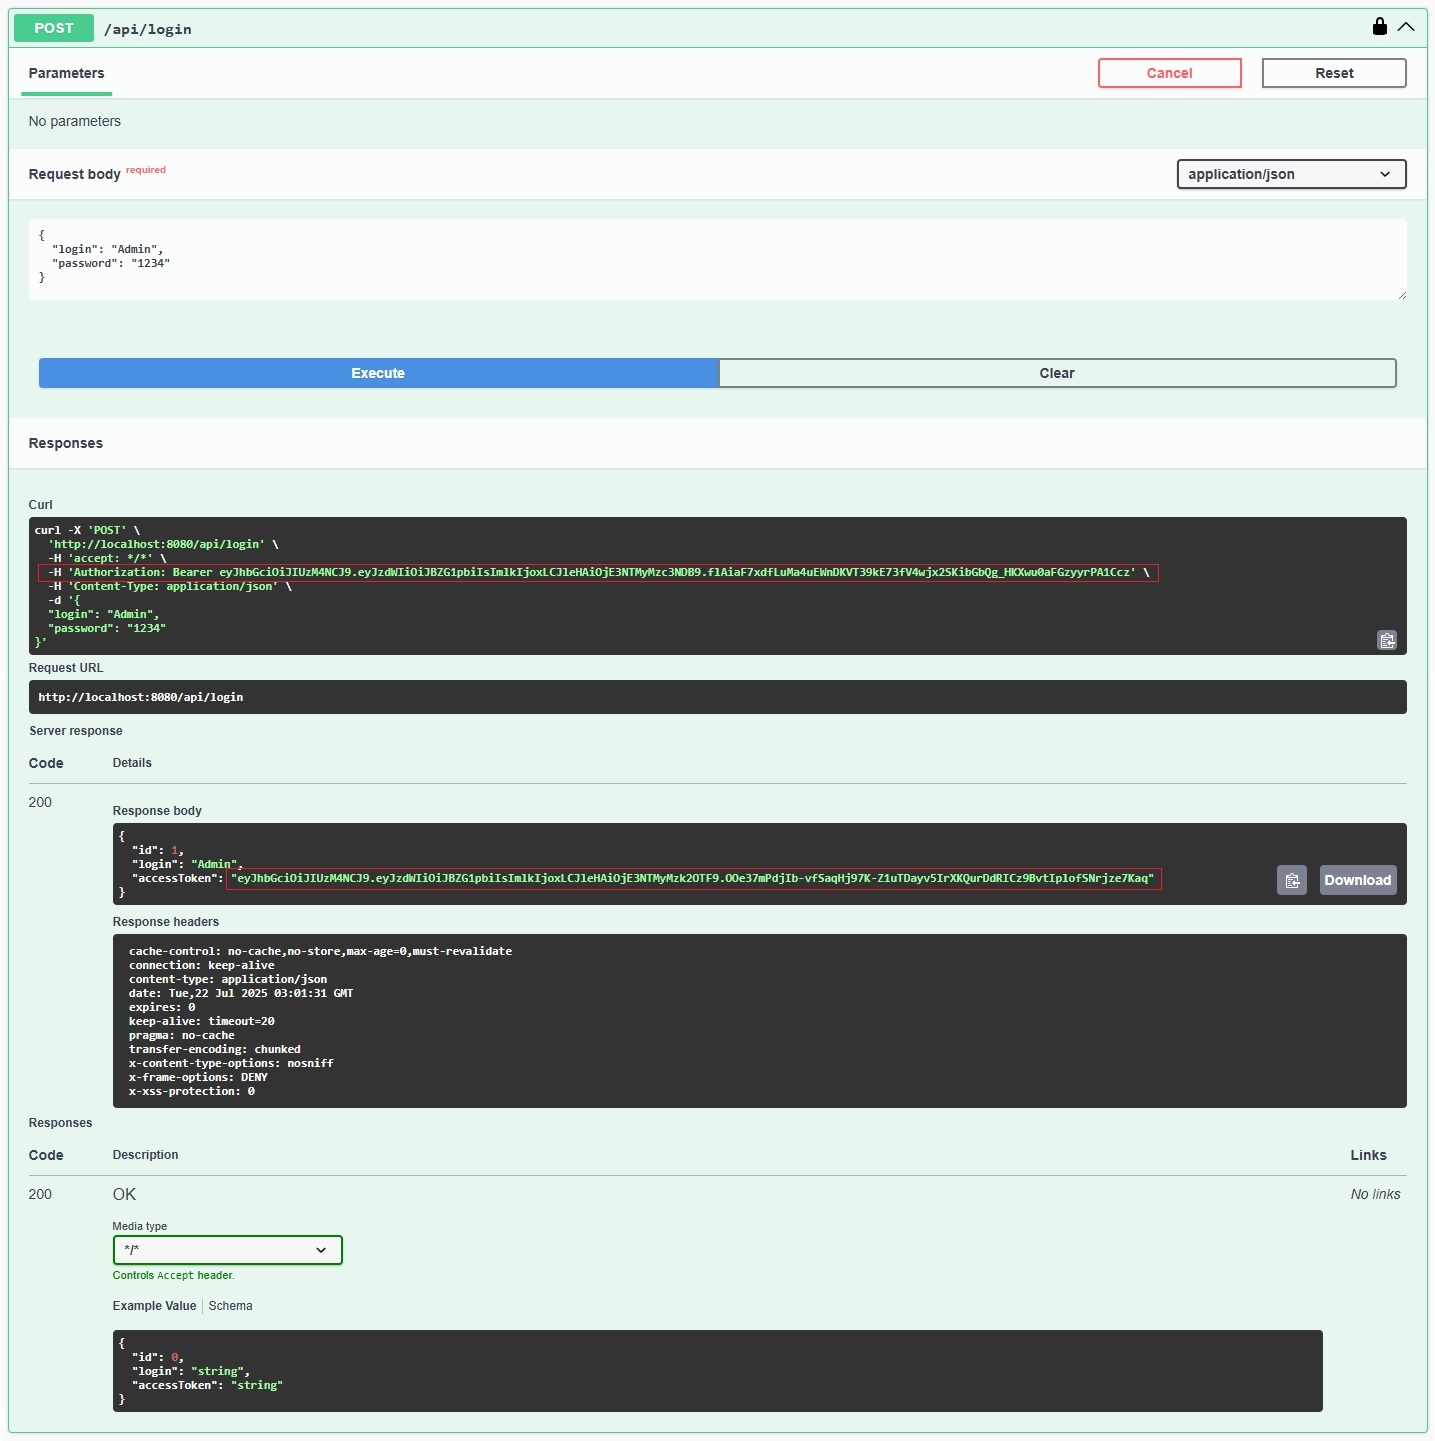 POST /api/login
Parameters
Cancel
Reset
No parameters
Request body required
application/json
{
  "login": "Admin",
  "password": "1234"
}
Execute
Clear
Responses
Curl
curl -X 'POST' \
  'http://localhost:8080/api/login' \
  -H 'accept: */*' \
  -H 'Authorization: Bearer eyJhbGciOiJIUzM4NCJ9.eyJzdWIiOiJBZG1pbiIsImlkIjoxLCJleHAiOjE3NTMyMzc3NDB9.flAiaF7xdfLuMa4uEWnDKVT39kE73fV4wjx2SKibGbQg_HKXwu0aFGzyyrPA1Ccz' \
  -H 'Content-Type: application/json' \
  -d '{
  "login": "Admin",
  "password": "1234"
}'
Request URL
http://localhost:8080/api/login
Server response
Code Details
200
Response body
{
  "id": 1,
  "login": "Admin",
  "accessToken": "eyJhbGciOiJIUzM4NCJ9.eyJzdWIiOiJBZG1pbiIsImlkIjoxLCJleHAiOjE3NTMyMzk2OTF9.OOe37mPdjIb-vfSaqHj97K-Z1uTDayv5IrXKQurDdRICz9BvtIplofSNrjze7Kaq"
}
Download
Response headers
cache-control: no-cache,no-store,max-age=0,must-revalidate
connection: keep-alive
content-type: application/json
date: Tue,22 Jul 2025 03:01:31 GMT
expires: 0
keep-alive: timeout=20
pragma: no-cache
transfer-encoding: chunked
x-content-type-options: nosniff
x-frame-options: DENY
x-xss-protection: 0
Responses
Code Description Links
200 OK No links
Media type
*/*
Controls Accept header.
Example Value Schema
{
  "id": 0,
  "login": "string",
  "accessToken": "string"
}